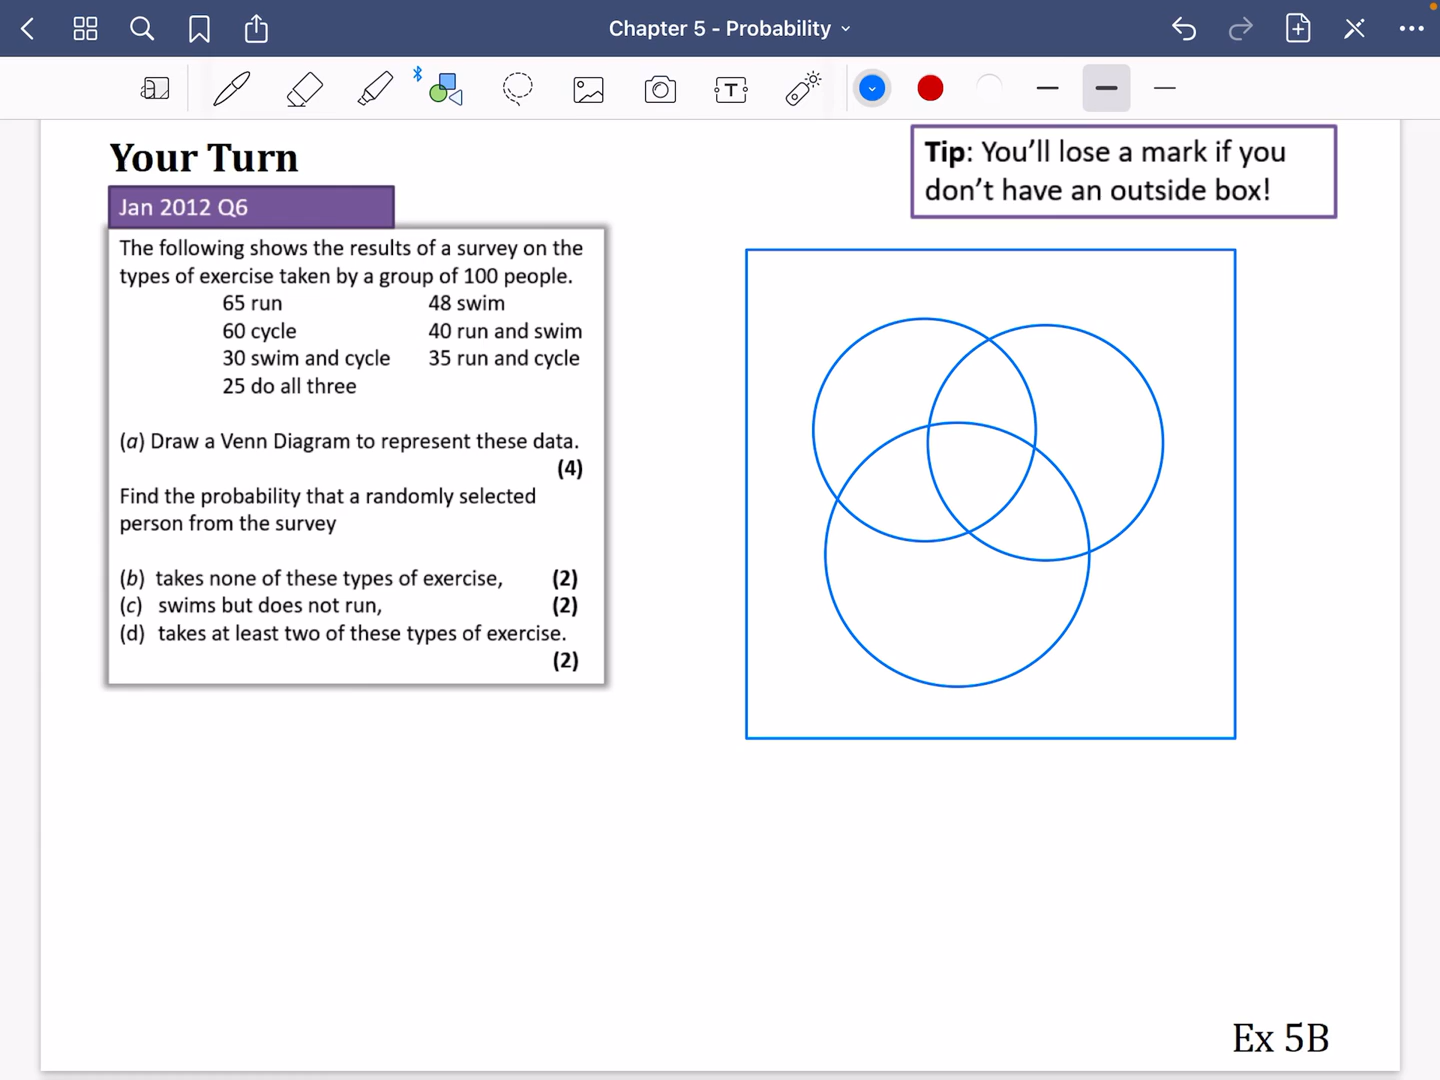 Chapter 5 - Probability
T
Your Turn
Tip: You'll lose a mark if you
don't have an outside box!
Jan 2012 Q6
The following shows the results of a survey on the
types of exercise taken by a group of 100 people.
65 run 48 swim
60 cycle 40 run and swim
30 swim and cycle 35 run and cycle
25 do all three
(a) Draw a Venn Diagram to represent these data.
(4)
Find the probability that a randomly selected
person from the survey
(b) takes none of these types of exercise, (2)
(c) swims but does not run, (2)
(d) takes at least two of these types of exercise.
(2)
Ex 5B